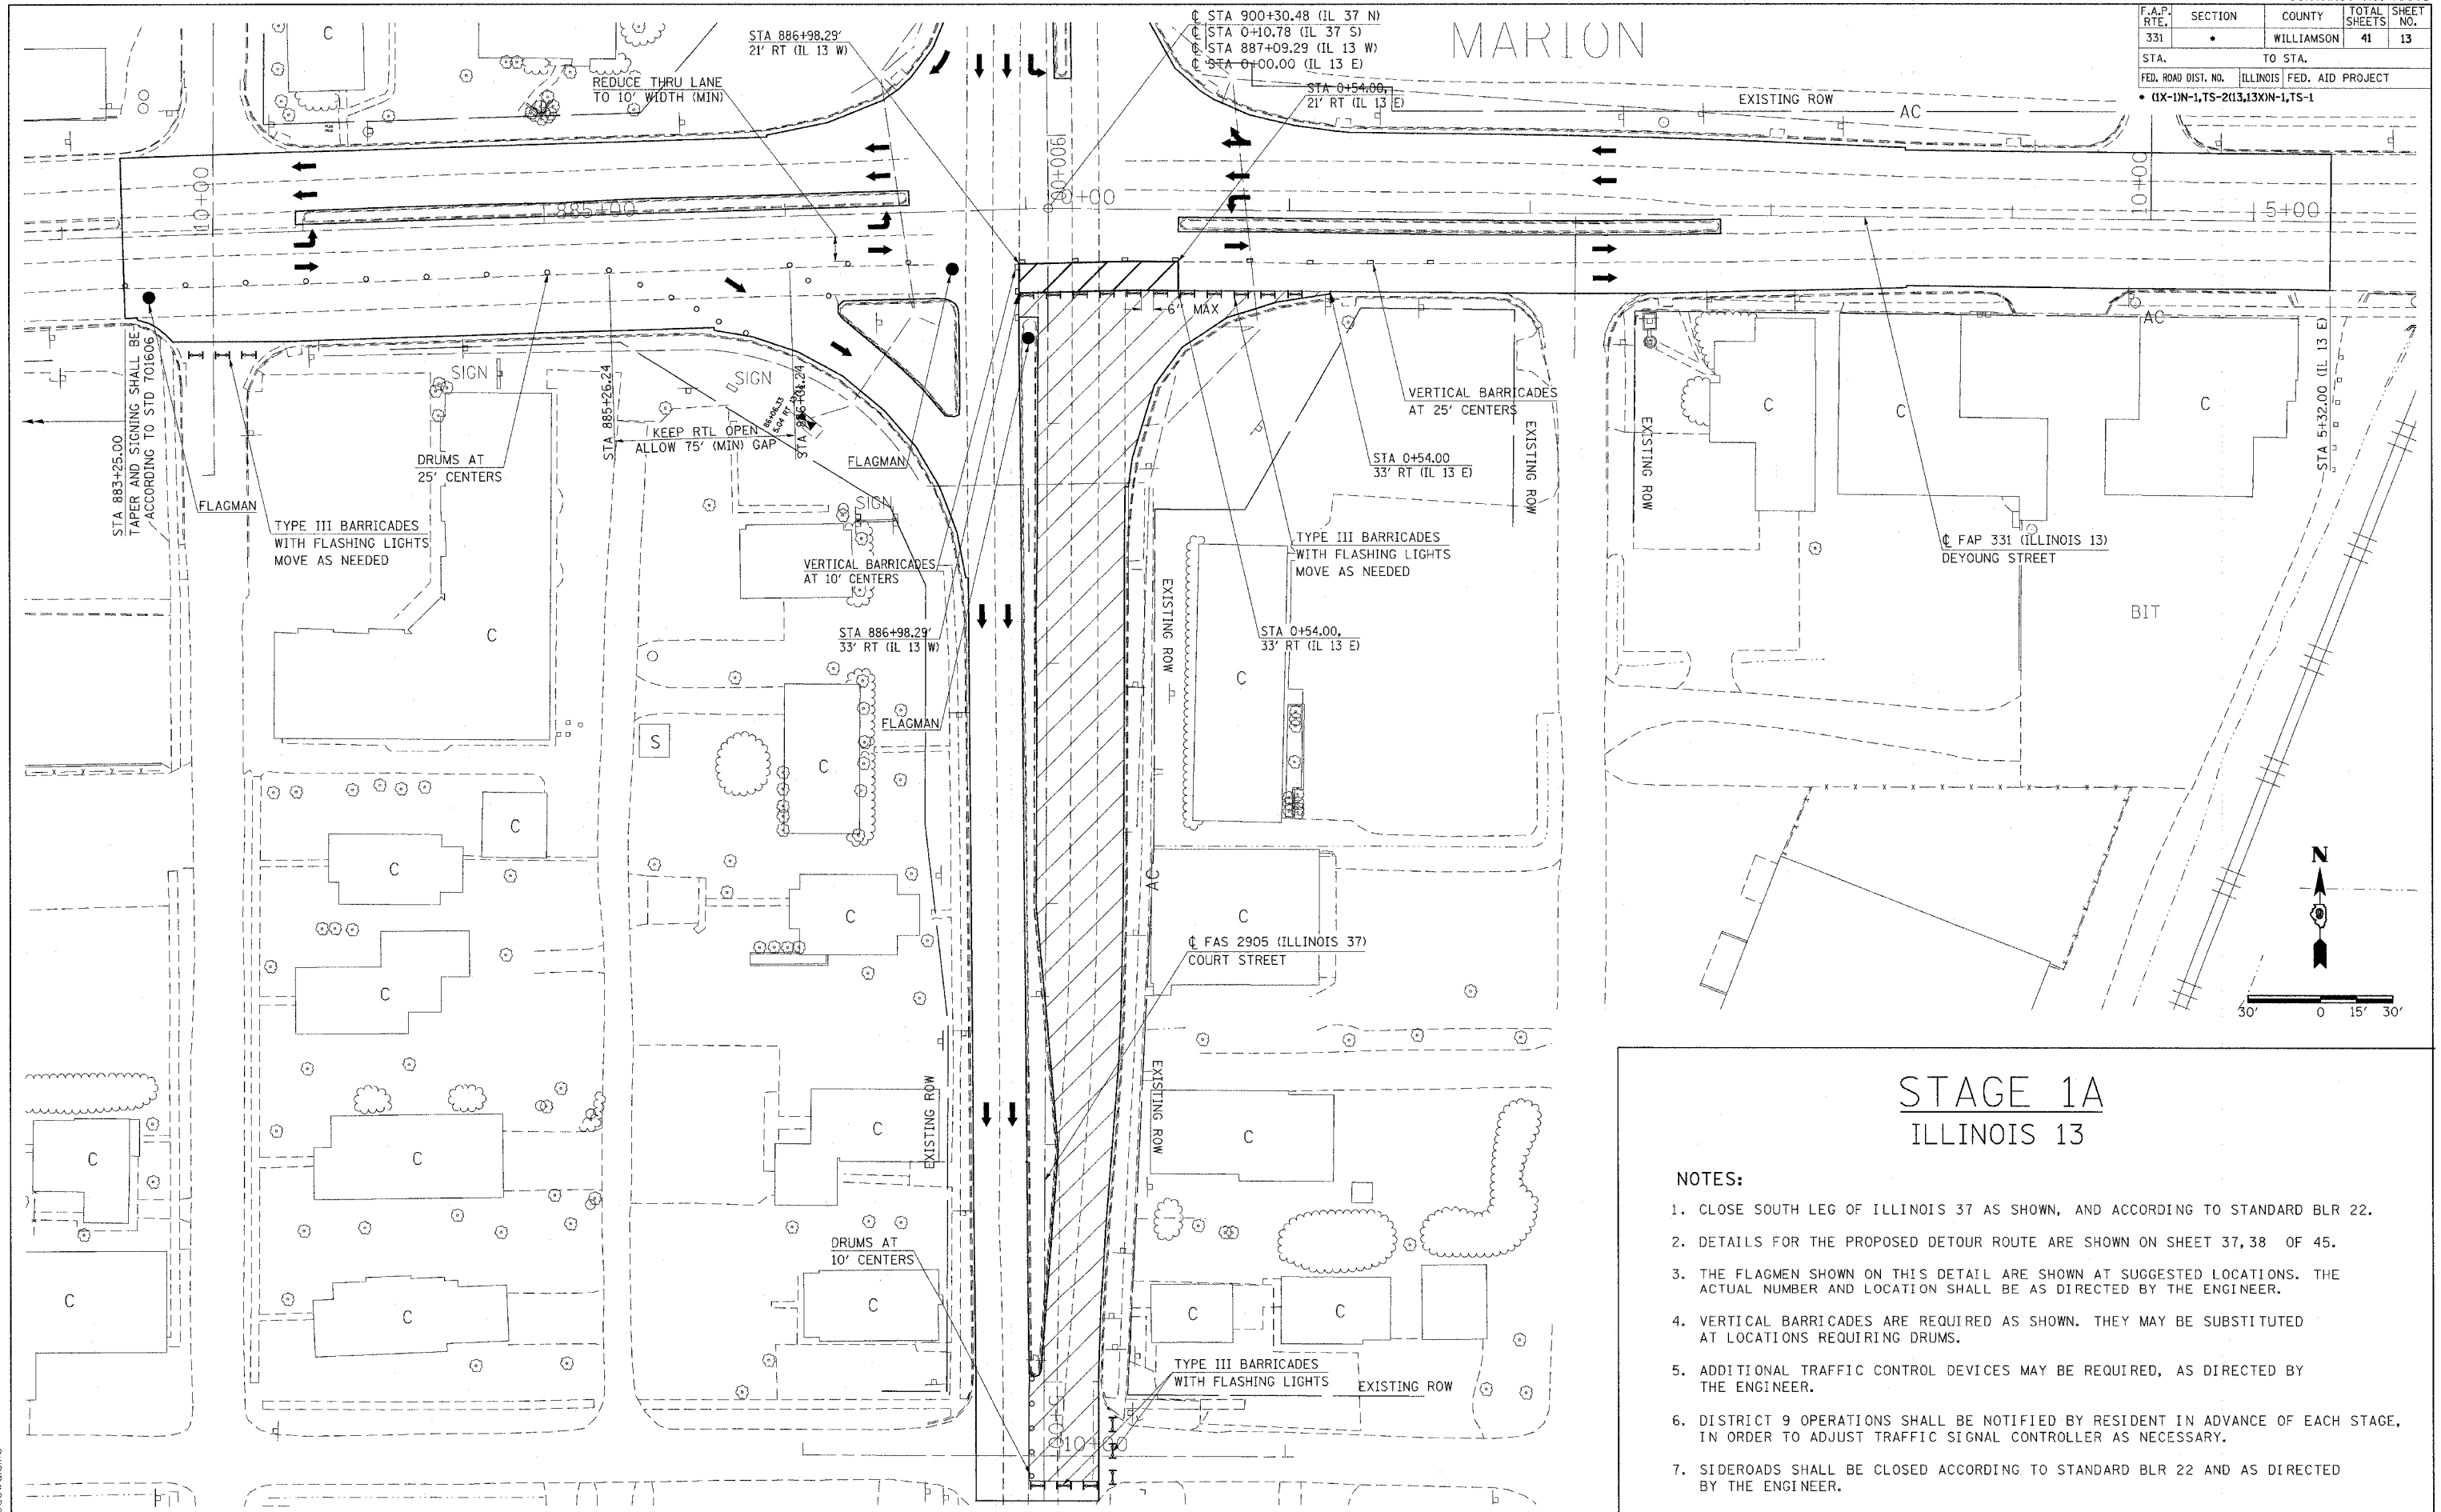 F.A.P. RTE. SECTION COUNTY TOTAL SHEETS SHEET NO.
331 • WILLIAMSON 41 13
STA. TO STA.
FED. ROAD DIST. NO. ILLINOIS FED. AID PROJECT
• (1X-1)N-1,TS-2(13,13X)N-1,TS-1
MARION
℄ STA 900+30.48 (IL 37 N)
℄ STA 0+10.78 (IL 37 S)
℄ STA 887+09.29 (IL 13 W)
℄ STA 0+00.00 (IL 13 E)
STA 886+98.29'
21' RT (IL 13 W)
REDUCE THRU LANE
TO 10' WIDTH (MIN)
STA 0+54.00,
21' RT (IL 13 E)
EXISTING ROW
AC
10+00
885+00
900+00
0+00
10+00
5+00
6' MAX
AC
STA 883+25.00
TAPER AND SIGNING SHALL BE
ACCORDING TO STD 701606
FLAGMAN
TYPE III BARRICADES
WITH FLASHING LIGHTS
MOVE AS NEEDED
SIGN
DRUMS AT
25' CENTERS
STA 885+26.24
KEEP RTL OPEN
ALLOW 75' (MIN) GAP
SIGN
SIGN
FLAGMAN
VERTICAL BARRICADES
AT 10' CENTERS
STA 886+98.29'
33' RT (IL 13 W)
FLAGMAN
VERTICAL BARRICADES
AT 25' CENTERS
STA 0+54.00
33' RT (IL 13 E)
TYPE III BARRICADES
WITH FLASHING LIGHTS
MOVE AS NEEDED
STA 0+54.00,
33' RT (IL 13 E)
EXISTING ROW
EXISTING ROW
EXISTING ROW
STA 5+32.00 (IL 13 E)
℄ FAP 331 (ILLINOIS 13)
DEYOUNG STREET
BIT
C
C
C
C
C
C
C
S
C
C
C
C
C
AC
C
℄ FAS 2905 (ILLINOIS 37)
COURT STREET
EXISTING ROW
EXISTING ROW
C
C
C
C
C
C
C
C
C
DRUMS AT
10' CENTERS
TYPE III BARRICADES
WITH FLASHING LIGHTS
EXISTING ROW
10+00
N
30' 0 15' 30'
STAGE 1A
ILLINOIS 13
NOTES:
1. CLOSE SOUTH LEG OF ILLINOIS 37 AS SHOWN, AND ACCORDING TO STANDARD BLR 22.
2. DETAILS FOR THE PROPOSED DETOUR ROUTE ARE SHOWN ON SHEET 37,38 OF 45.
3. THE FLAGMEN SHOWN ON THIS DETAIL ARE SHOWN AT SUGGESTED LOCATIONS. THE
ACTUAL NUMBER AND LOCATION SHALL BE AS DIRECTED BY THE ENGINEER.
4. VERTICAL BARRICADES ARE REQUIRED AS SHOWN. THEY MAY BE SUBSTITUTED
AT LOCATIONS REQUIRING DRUMS.
5. ADDITIONAL TRAFFIC CONTROL DEVICES MAY BE REQUIRED, AS DIRECTED BY
THE ENGINEER.
6. DISTRICT 9 OPERATIONS SHALL BE NOTIFIED BY RESIDENT IN ADVANCE OF EACH STAGE,
IN ORDER TO ADJUST TRAFFIC SIGNAL CONTROLLER AS NECESSARY.
7. SIDEROADS SHALL BE CLOSED ACCORDING TO STANDARD BLR 22 AND AS DIRECTED
BY THE ENGINEER.